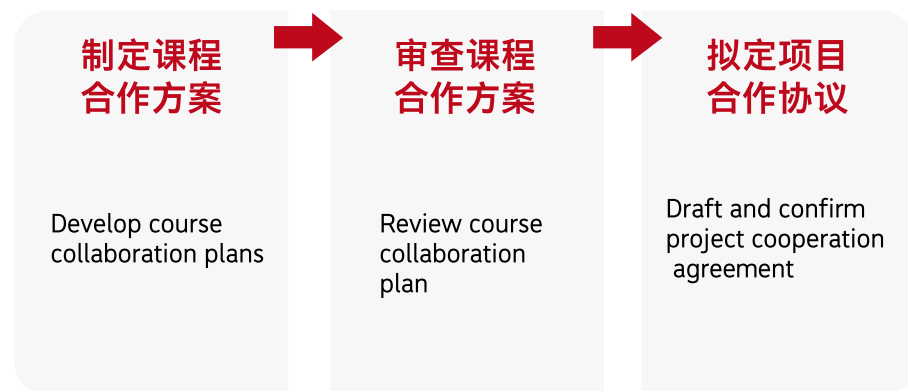 制定课程
合作方案
Develop course
collaboration plans
审查课程
合作方案
Review course
collaboration
plan
拟定项目
合作协议
Draft and confirm
project cooperation
agreement